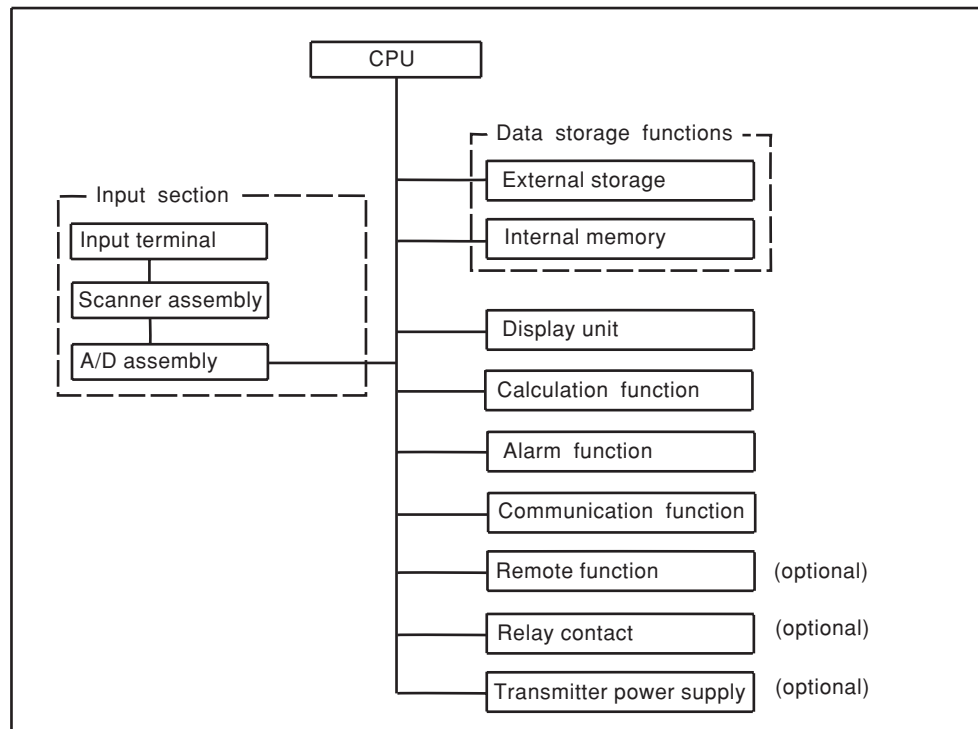 CPU
Data storage functions
External storage
Internal memory
Input section
Input terminal
Scanner assembly
A/D assembly
Display unit
Calculation function
Alarm function
Communication function
Remote function (optional)
Relay contact (optional)
Transmitter power supply (optional)